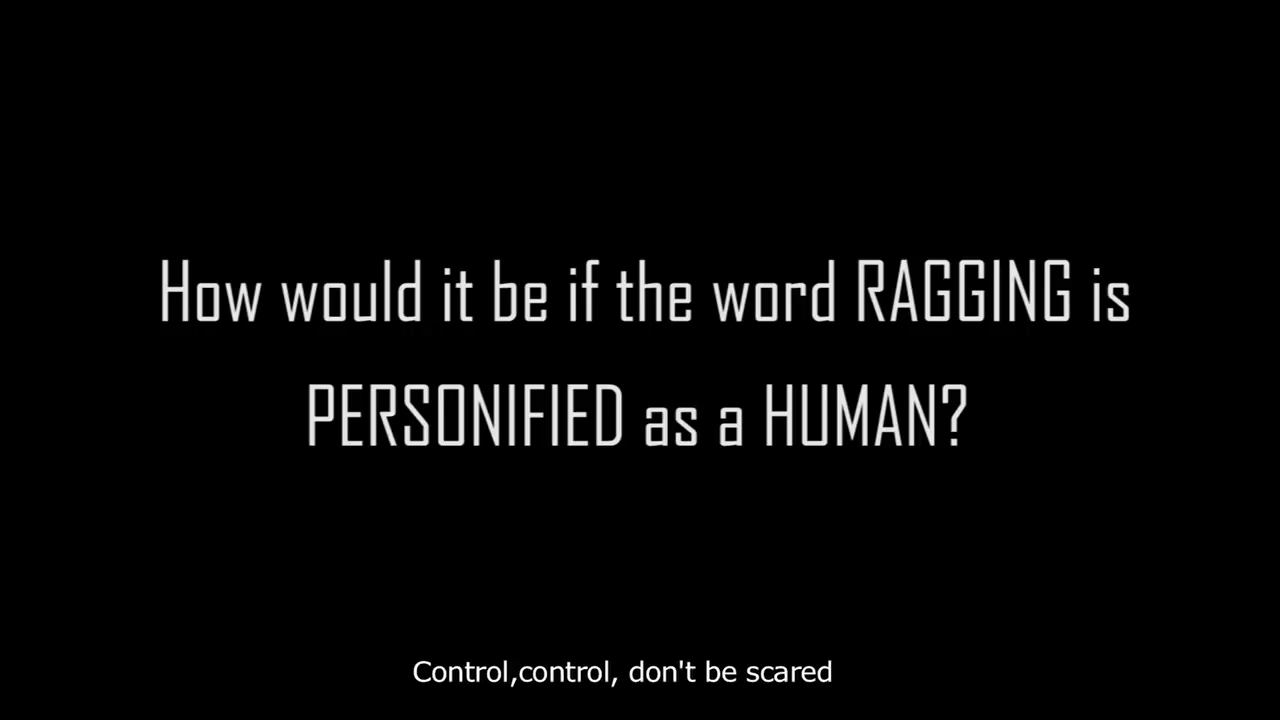 How would it be if the word RAGGING is
PERSONIFIED as a HUMAN?
Control,control, don't be scared